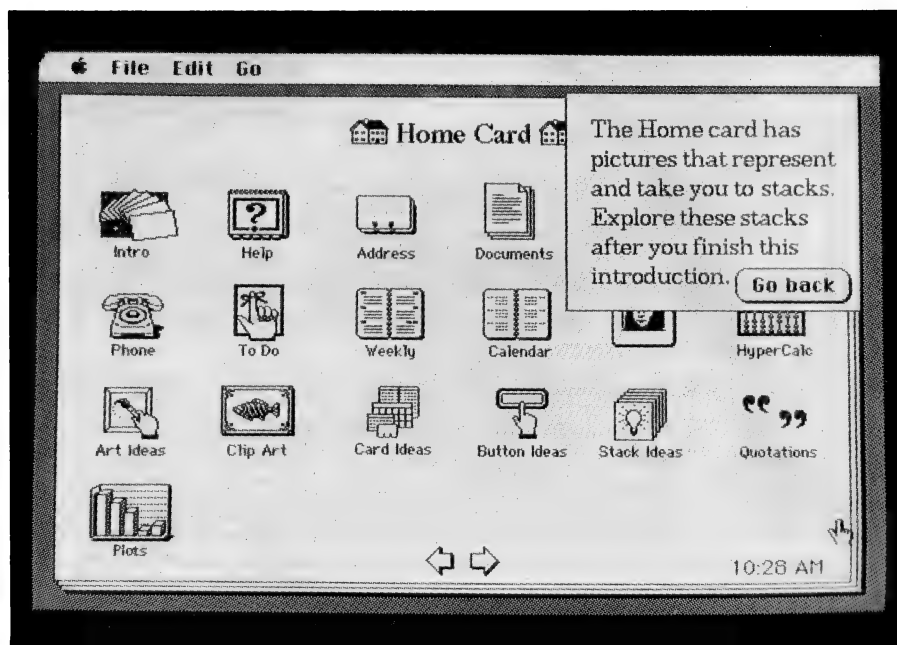 File Edit Go
Home Card
The Home card has
pictures that represent
and take you to stacks.
Explore these stacks
after you finish this
introduction.
Go back
Intro Help Address Documents
Phone To Do Weekly Calendar HyperCalc
Art Ideas Clip Art Card Ideas Button Ideas Stack Ideas Quotations
Plots
10:28 AM